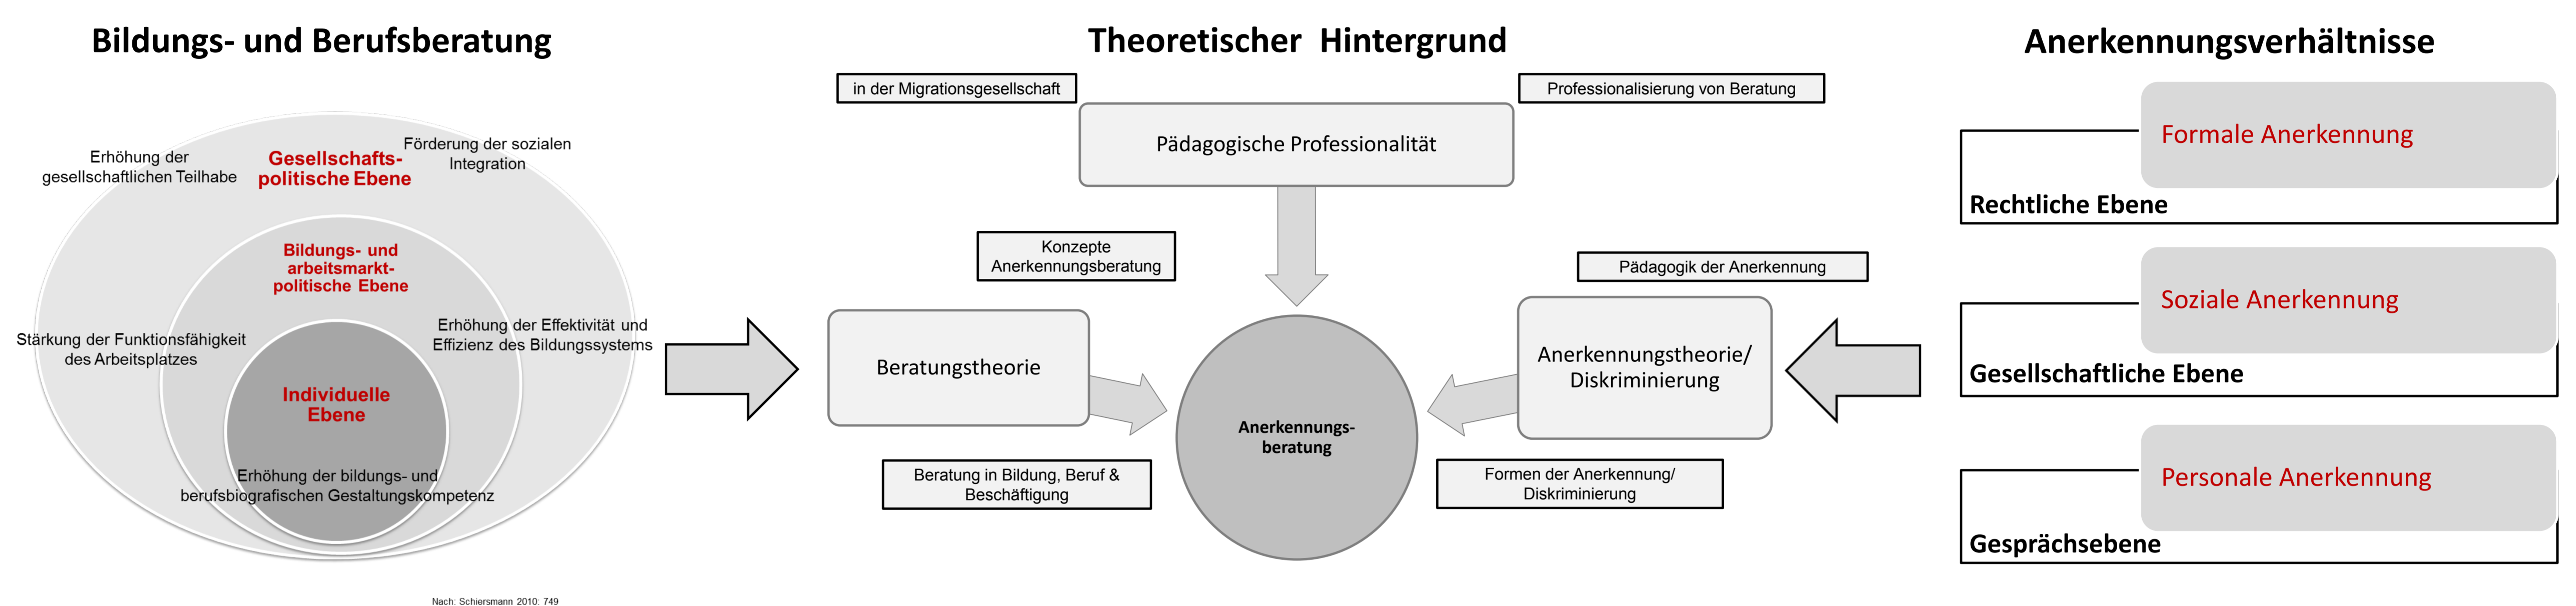 Bildungs- und Berufsberatung
Erhöhung der
gesellschaftlichen Teilhabe
Gesellschafts-
politische Ebene
Förderung der sozialen
Integration
Bildungs- und
arbeitsmarkt-
politische Ebene
Stärkung der Funktionsfähigkeit
des Arbeitsplatzes
Erhöhung der Effektivität und
Effizienz des Bildungssystems
Individuelle
Ebene
Erhöhung der bildungs- und
berufsbiografischen Gestaltungskompetenz
Nach: Schiersmann 2010: 749
Theoretischer Hintergrund
in der Migrationsgesellschaft
Professionalisierung von Beratung
Pädagogische Professionalität
Konzepte
Anerkennungsberatung
Pädagogik der Anerkennung
Beratungstheorie
Anerkennungstheorie/
Diskriminierung
Anerkennungs-
beratung
Beratung in Bildung, Beruf &
Beschäftigung
Formen der Anerkennung/
Diskriminierung
Anerkennungsverhältnisse
Formale Anerkennung
Rechtliche Ebene
Soziale Anerkennung
Gesellschaftliche Ebene
Personale Anerkennung
Gesprächsebene